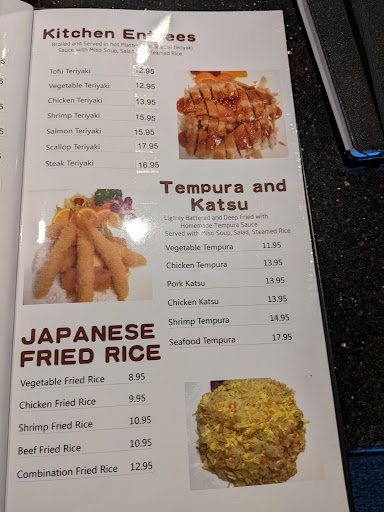 Kitchen Entrees
Broiled and Served in hot Platter with Special Teriyaki
Sauce with Miso Soup, Salad, Steamed Rice
Tofu Teriyaki 12.95
Vegetable Teriyaki 12.95
Chicken Teriyaki 13.95
Shrimp Teriyaki 15.95
Salmon Teriyaki 15.95
Scallop Teriyaki 17.95
Steak Teriyaki 16.95
Tempura and
Katsu
Lightly Battered and Deep Fried with
Homemade Tempura Sauce
Served with Miso Soup, Salad, Steamed Rice
Vegetable Tempura 11.95
Chicken Tempura 13.95
Pork Katsu 13.95
Chicken Katsu 13.95
Shrimp Tempura 14.95
Seafood Tempura 17.95
JAPANESE
FRIED RICE
Vegetable Fried Rice 8.95
Chicken Fried Rice 9.95
Shrimp Fried Rice 10.95
Beef Fried Rice 10.95
Combination Fried Rice 12.95